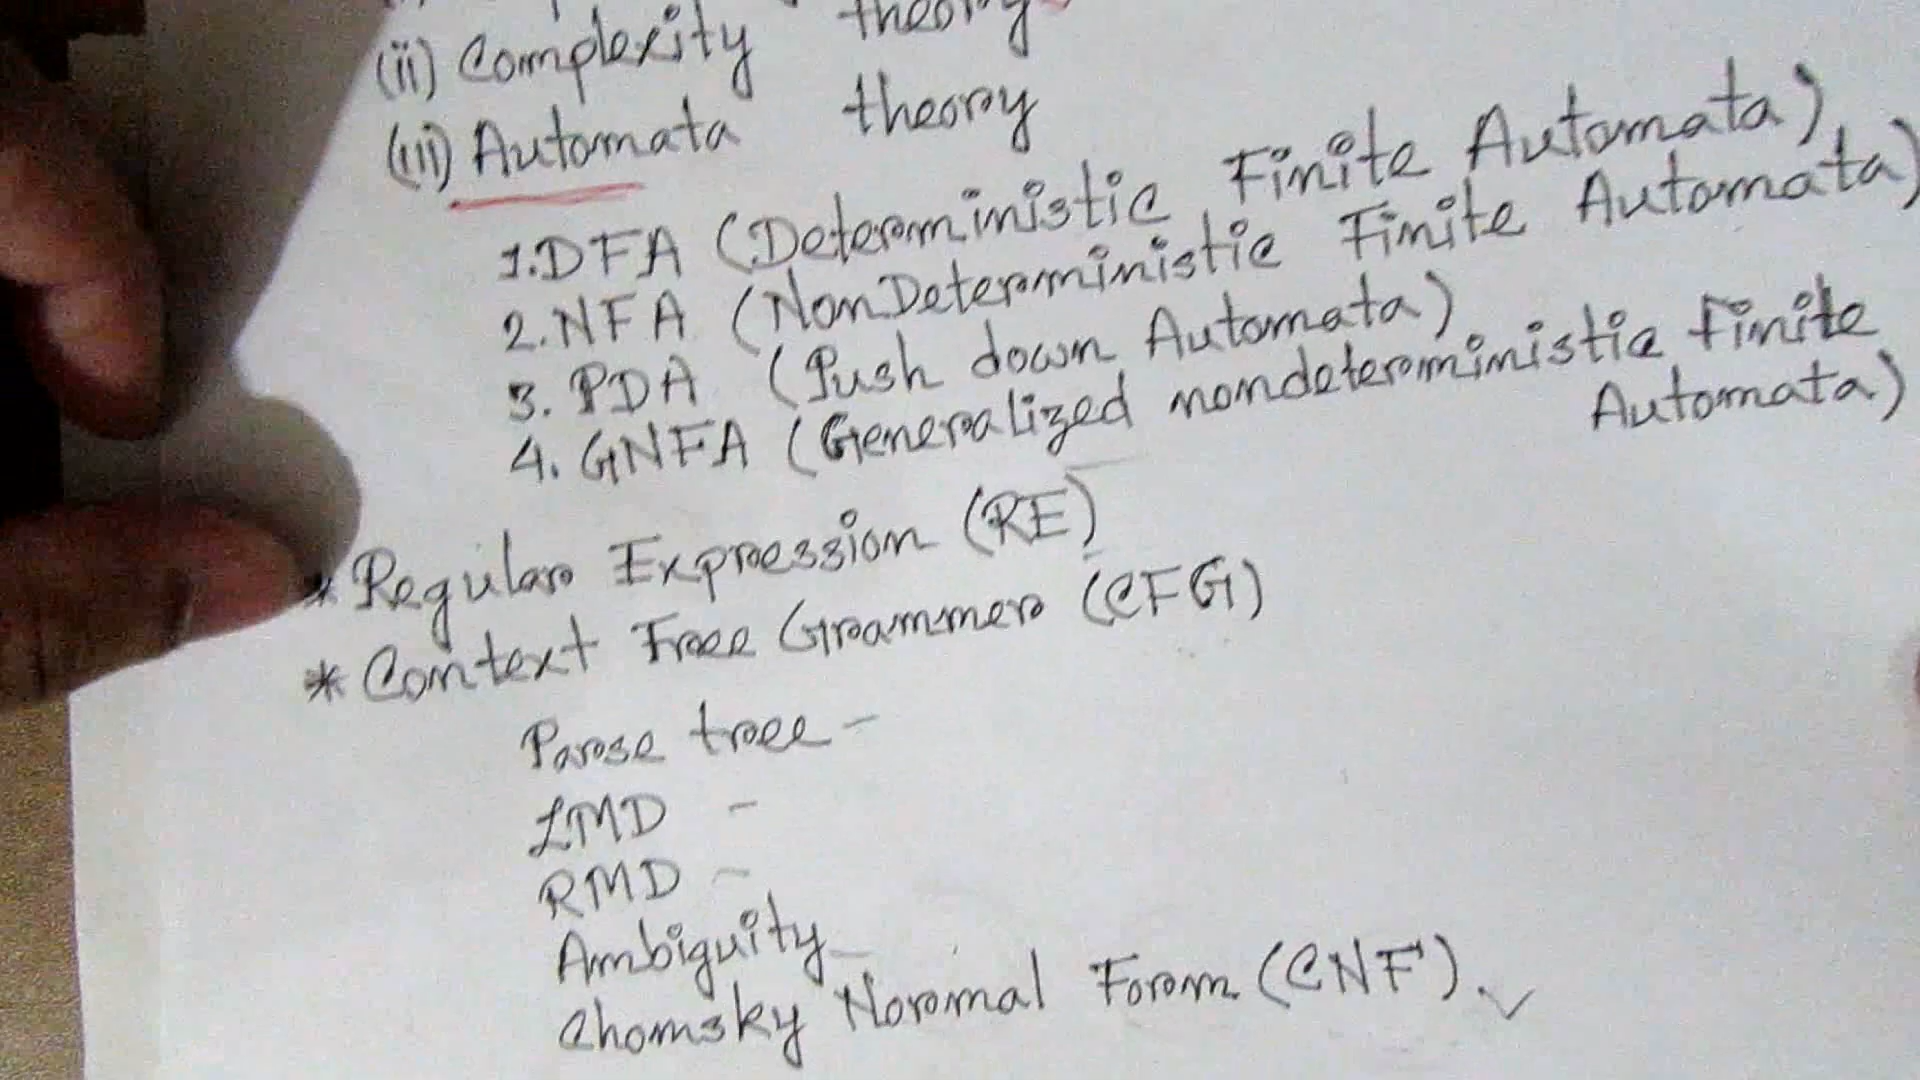 (ii) Complexity theory
(iii) Automata theory
1. DFA (Deterministic Finite Automata)
2. NFA (NonDeterministic Finite Automata)
3. PDA (Push down Automata)
4. GNFA (Generalized nondeterministic finite
Automata)
* Regular Expression (RE)
* Context Free Grammer (CFG)
Parse tree -
LMD -
RMD -
Ambiguity -
Chomsky Normal Form (CNF).